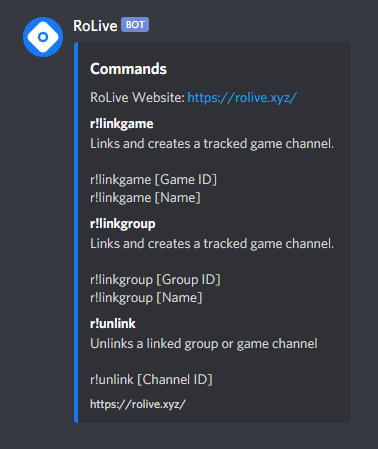 RoLive BOT
Commands
RoLive Website: https://rolive.xyz/
r!linkgame
Links and creates a tracked game channel.
r!linkgame [Game ID]
r!linkgame [Name]
r!linkgroup
Links and creates a tracked game channel.
r!linkgroup [Group ID]
r!linkgroup [Name]
r!unlink
Unlinks a linked group or game channel
r!unlink [Channel ID]
https://rolive.xyz/